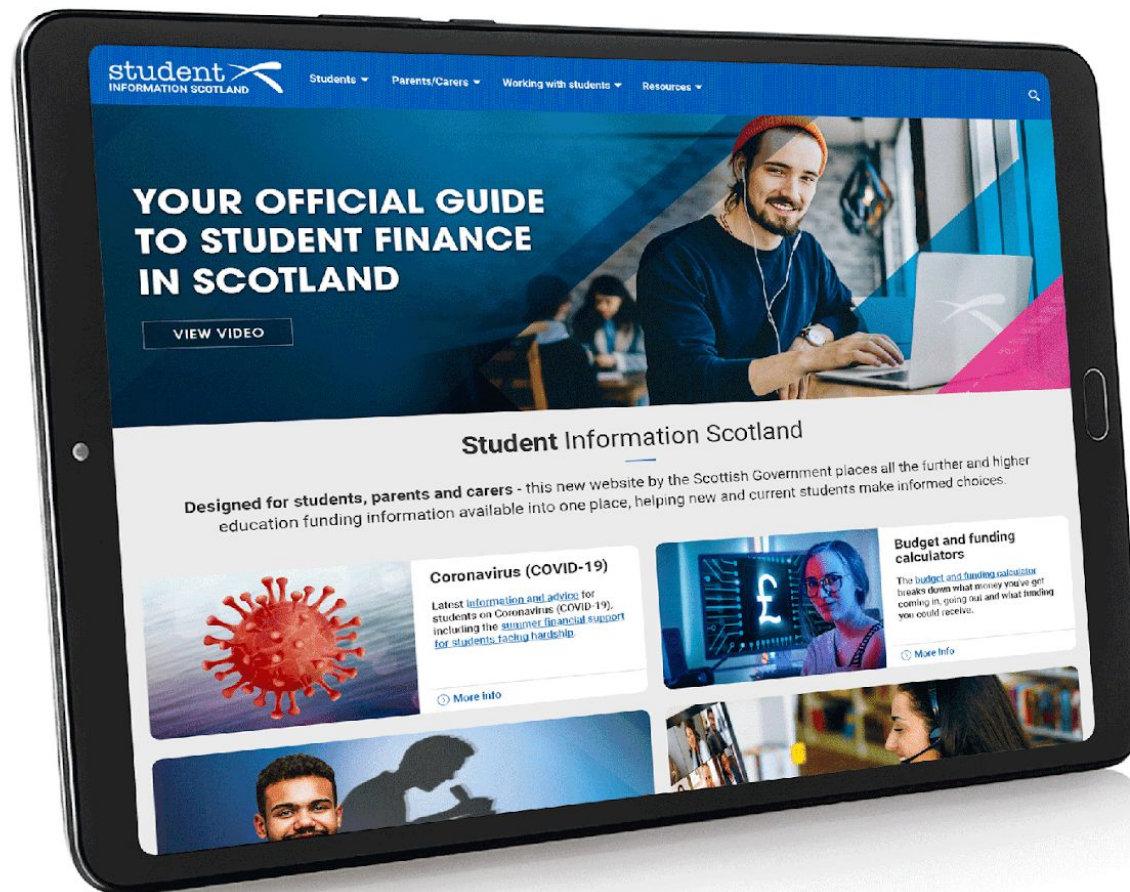 student
INFORMATION SCOTLAND
Students
Parents/Carers
Working with students
Resources
YOUR OFFICIAL GUIDE
TO STUDENT FINANCE
IN SCOTLAND
VIEW VIDEO
Student Information Scotland
Designed for students, parents and carers - this new website by the Scottish Government places all the further and higher
education funding information available into one place, helping new and current students make informed choices.
Coronavirus (COVID-19)
Latest information and advice for
students on Coronavirus (COVID-19),
including the summer financial support
for students facing hardship.
More info
Budget and funding
calculators
The budget and funding calculator
breaks down what money you've got
coming in, going out and what funding
you could receive.
More info
£